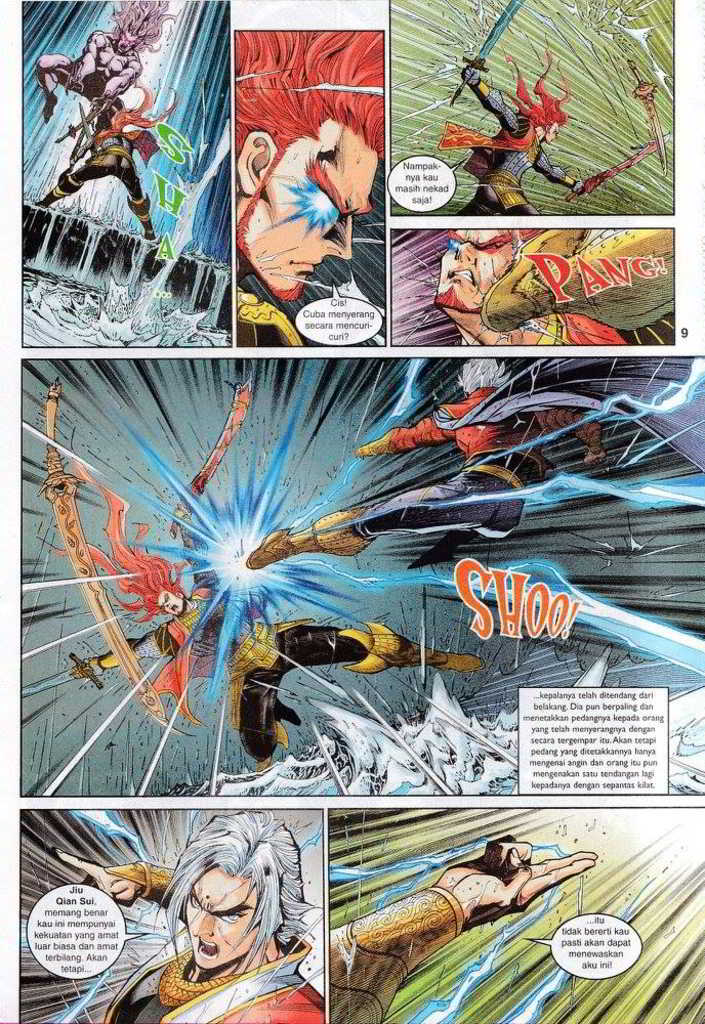 SHA...
Cis!
Cuba menyerang
secara mencuri-
curi?
Nampak-
nya kau
masih nekad
saja!
PANG!
9
SHOO!
...kepalanya telah ditendang dari
belakang. Dia pun berpaling dan
menetakkan pedangnya kepada orang
yang telah menyerangnya dengan
secara tergempar itu. Akan tetapi
pedang yang ditetakkannya hanya
mengenai angin dan orang itu pun
mengenakan satu tendangan lagi
kepadanya dengan sepantas kilat.
Jiu
Qian Sui,
memang benar
kau ini mempunyai
kekuatan yang amat
luar biasa dan amat
terbilang. Akan
tetapi...
...itu
tidak bererti kau
pasti akan dapat
menewaskan
aku ini!